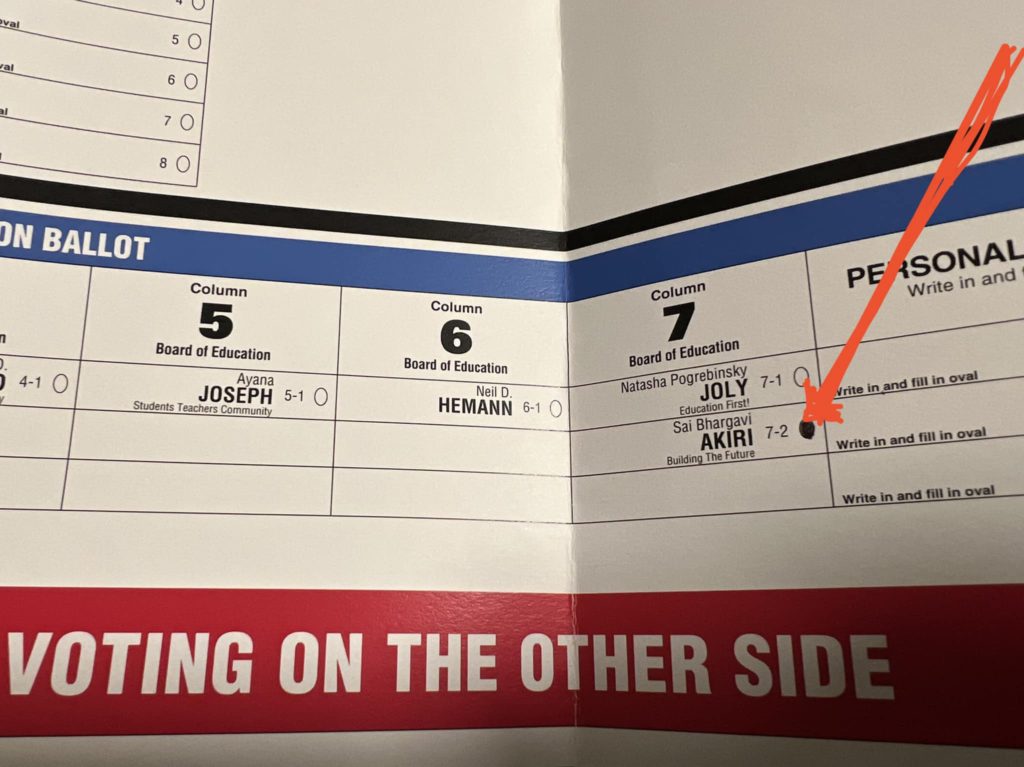 4
oval
5
val
6
al
7
8
ON BALLOT
Column
5
Board of Education
Column
6
Board of Education
Column
7
Board of Education
PERSONAL
Write in and
4-1
Ayana
JOSEPH 5-1
Students Teachers Community
Neil D.
HEMANN 6-1
Natasha Pogrebinsky
JOLY 7-1
Education First!
Sai Bhargavi
AKIRI 7-2
Building The Future
Write in and fill in oval
Write in and fill in oval
Write in and fill in oval
VOTING ON THE OTHER SIDE